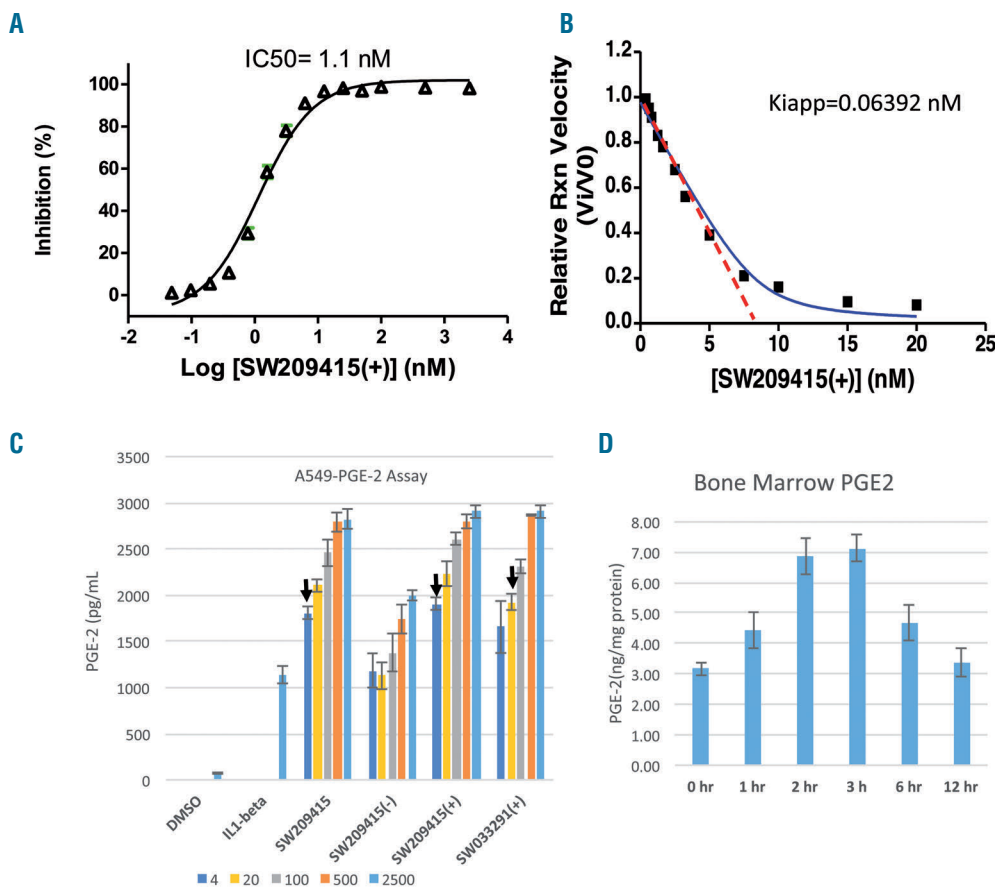 A
IC50= 1.1 nM
Inhibition (%)
100
80
60
40
20
0
-2 -1 0 1 2 3 4
Log [SW209415(+)] (nM)
B
Kiapp=0.06392 nM
Relative Rxn Velocity
(Vi/V0)
1.2
1.0
0.8
0.6
0.4
0.2
0.0
0 5 10 15 20 25
[SW209415(+)] (nM)
C
A549-PGE-2 Assay
PGE-2 (pg/mL)
3500
3000
2500
2000
1500
1000
500
0
DMSO
IL1-beta
SW209415
SW209415(-)
SW209415(+)
SW033291(+)
4 20 100 500 2500
D
Bone Marrow PGE2
PGE-2(ng/mg protein)
8.00
7.00
6.00
5.00
4.00
3.00
2.00
1.00
0.00
0 hr 1 hr 2 hr 3 h 6 hr 12 hr